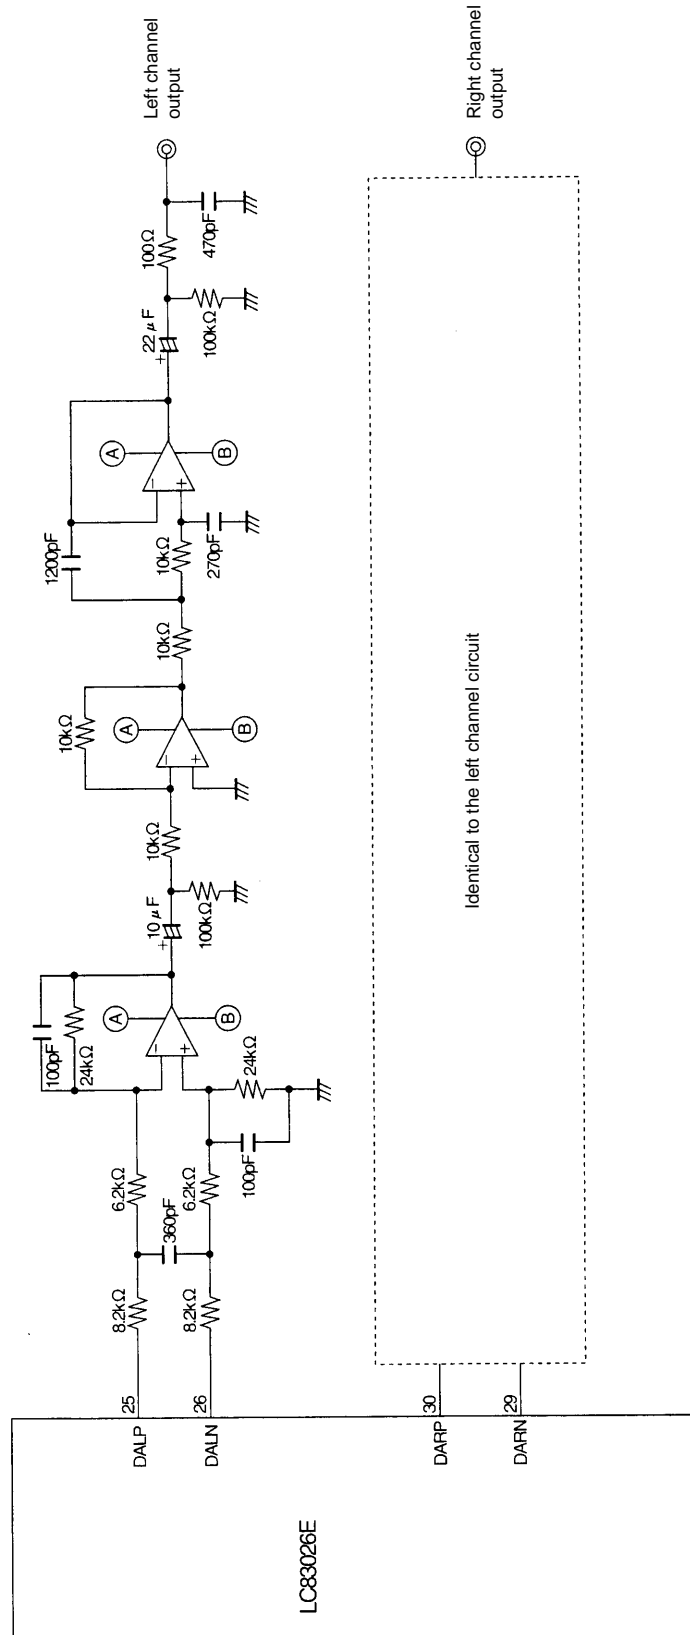 LC83026E
DALP
25
DALN
26
DARP
30
DARN
29
8.2kΩ
8.2kΩ
360pF
6.2kΩ
6.2kΩ
100pF
24kΩ
100pF
24kΩ
A
B
+
−
+
10μF
100kΩ
10kΩ
10kΩ
A
B
−
+
10kΩ
1200pF
10kΩ
270pF
A
B
−
+
+
22μF
100kΩ
100Ω
470pF
Left channel
output
Identical to the left channel circuit
Right channel
output